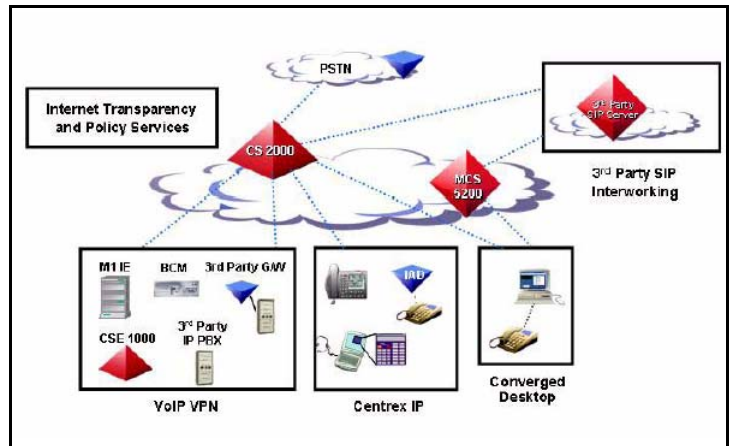 PSTN
Internet Transparency
and Policy Services
CS 2000
3rd Party
SIP Server
MCS
5200
3rd Party SIP
Interworking
M1 IE
BCM
3rd Party G/W
CSE 1000
3rd Party
IP PBX
IAD
VoIP VPN
Centrex IP
Converged
Desktop